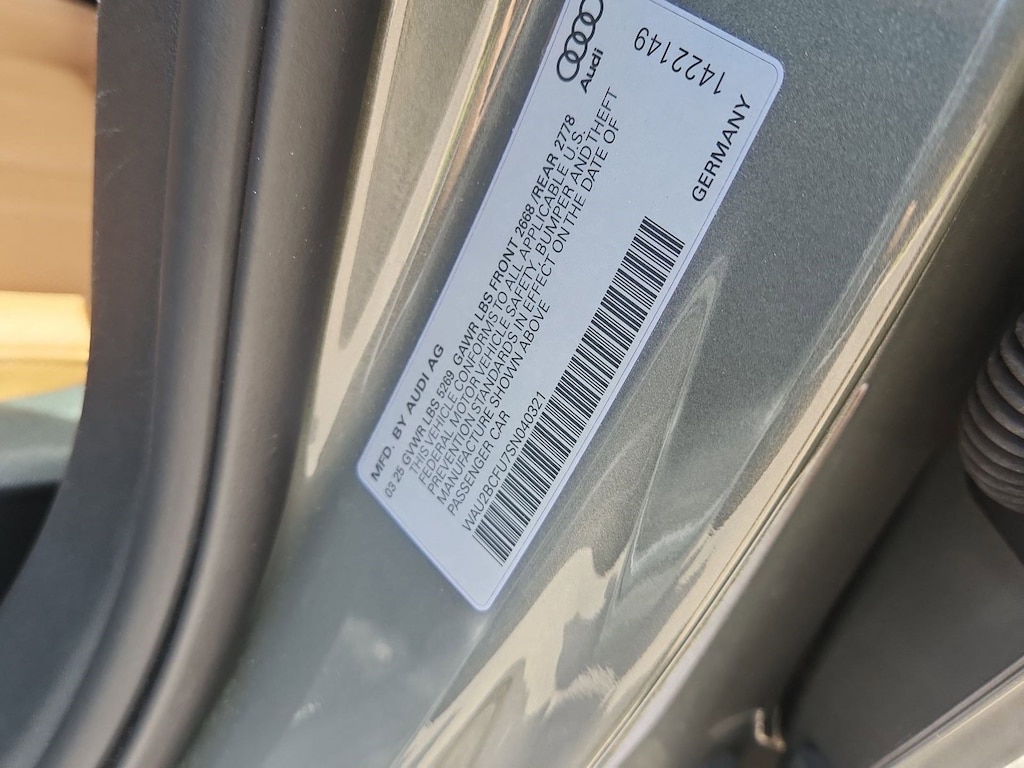 Audi
MFD. BY AUDI AG
03 25 GVWR LBS 5269 GAWR LBS FRONT 2668 /REAR 2778
THIS VEHICLE CONFORMS TO ALL APPLICABLE U.S.
FEDERAL MOTOR VEHICLE SAFETY, BUMPER AND THEFT
PREVENTION STANDARDS IN EFFECT ON THE DATE OF
MANUFACTURE SHOWN ABOVE
PASSENGER CAR
WAU2BCFU7SN040321
1422149
GERMANY